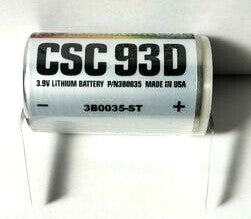 CSC 93D
3.9V LITHIUM BATTERY P/N3B0035 MADE IN USA
- 3B0035-ST +